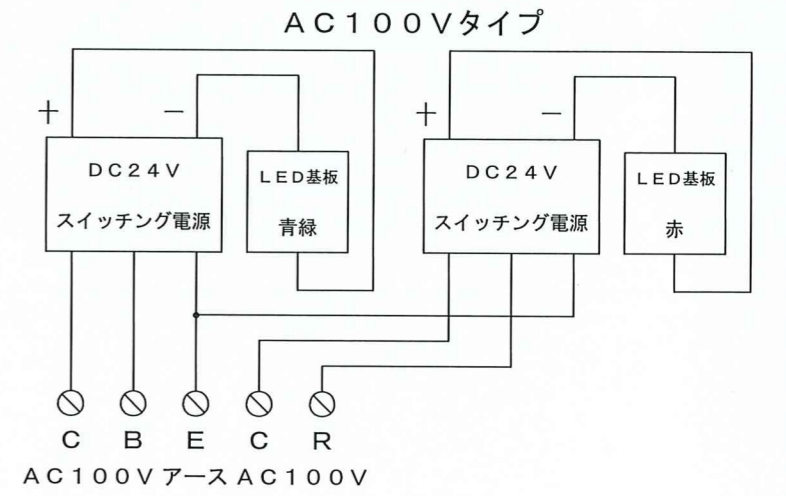 AC100Vタイプ
＋ － ＋ －
DC24V
スイッチング電源
LED基板
青緑
DC24V
スイッチング電源
LED基板
赤
C B E C R
AC100V アース AC100V